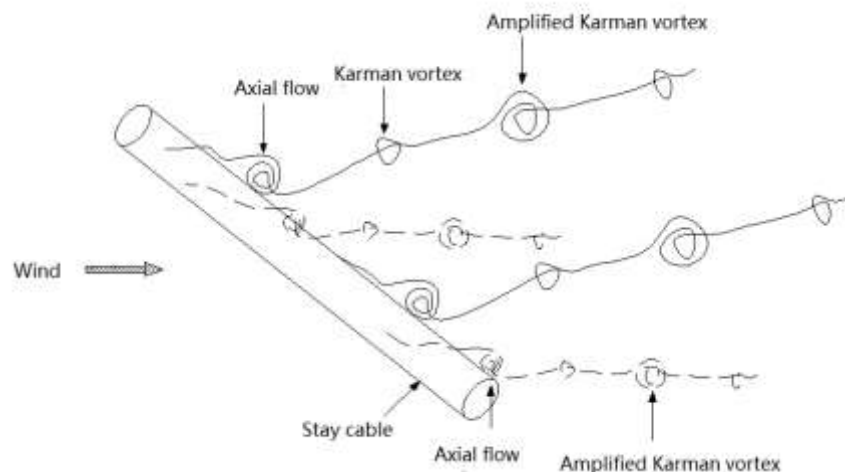 Amplified Karman vortex
Karman vortex
Axial flow
Wind
Stay cable
Axial flow
Amplified Karman vortex